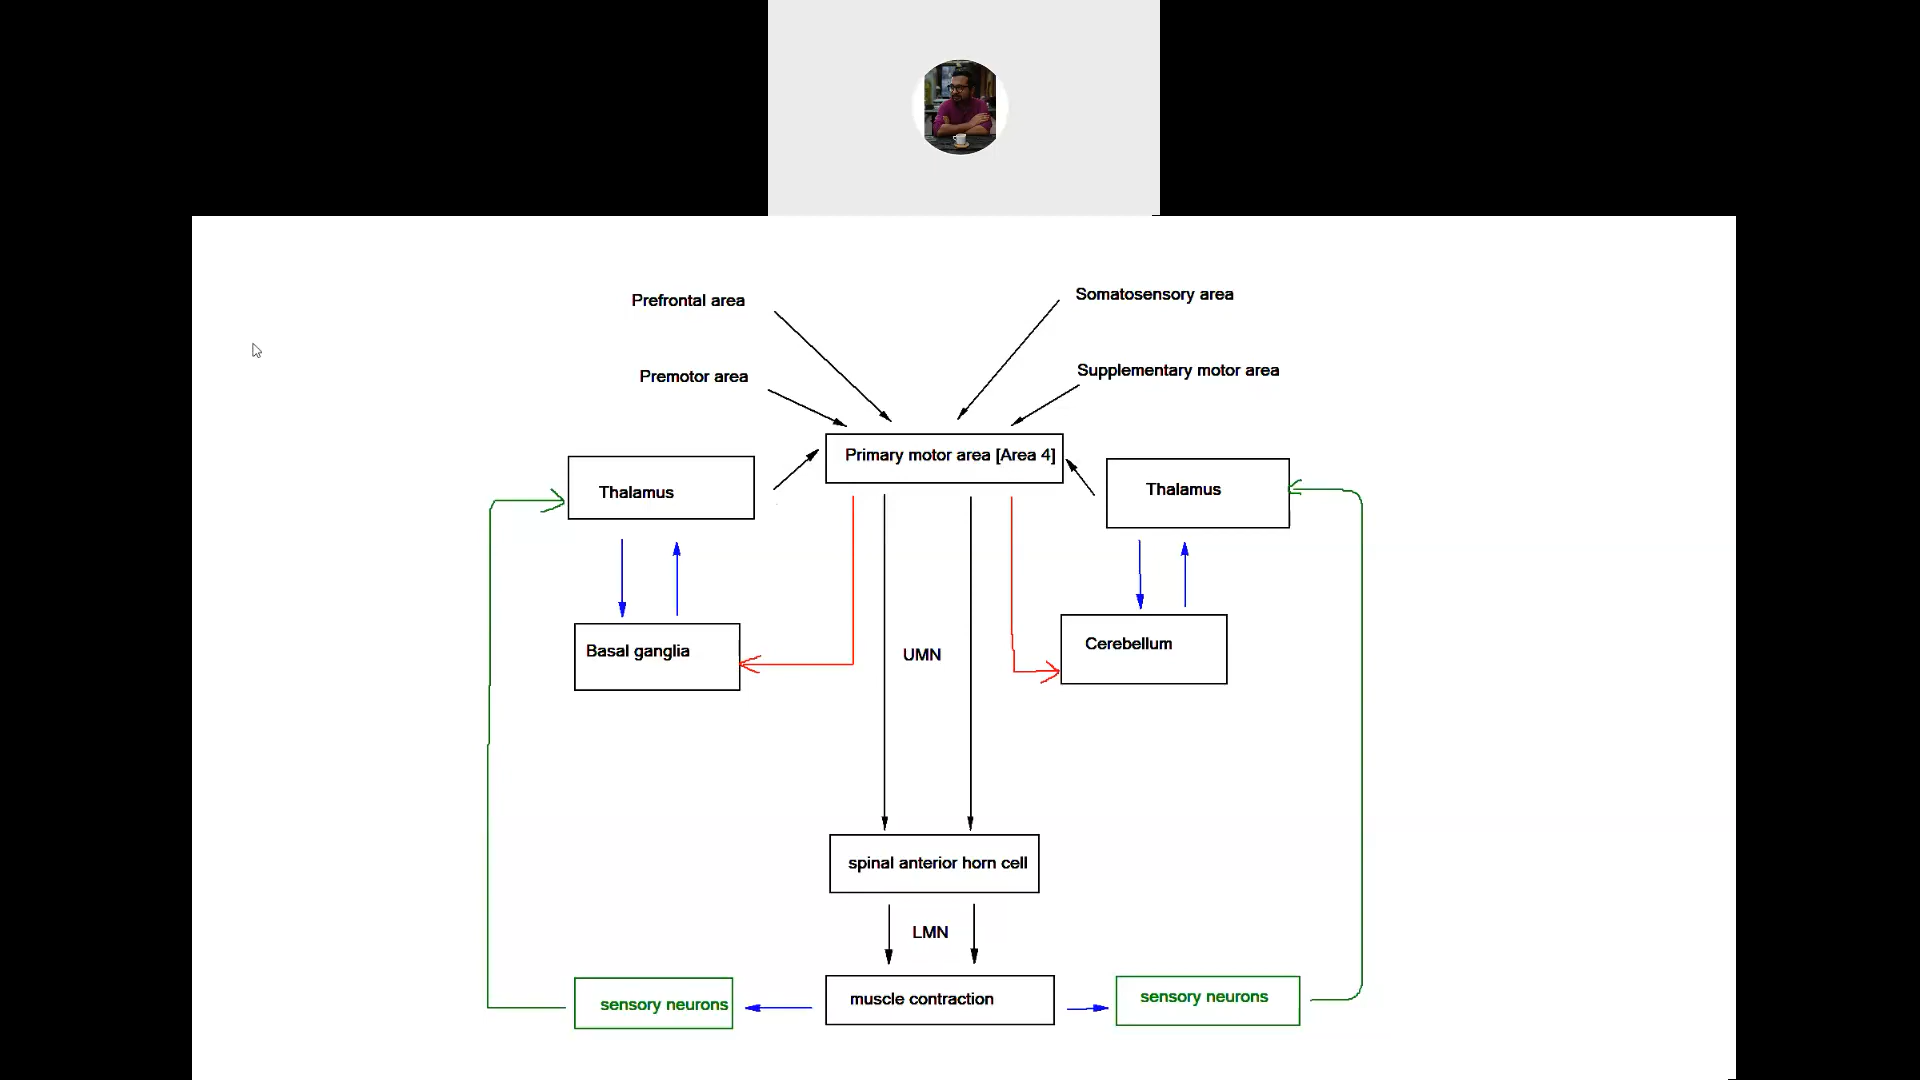 Prefrontal area
Somatosensory area
Premotor area
Supplementary motor area
Primary motor area [Area 4]
Thalamus
Thalamus
Basal ganglia
UMN
Cerebellum
spinal anterior horn cell
LMN
sensory neurons
muscle contraction
sensory neurons